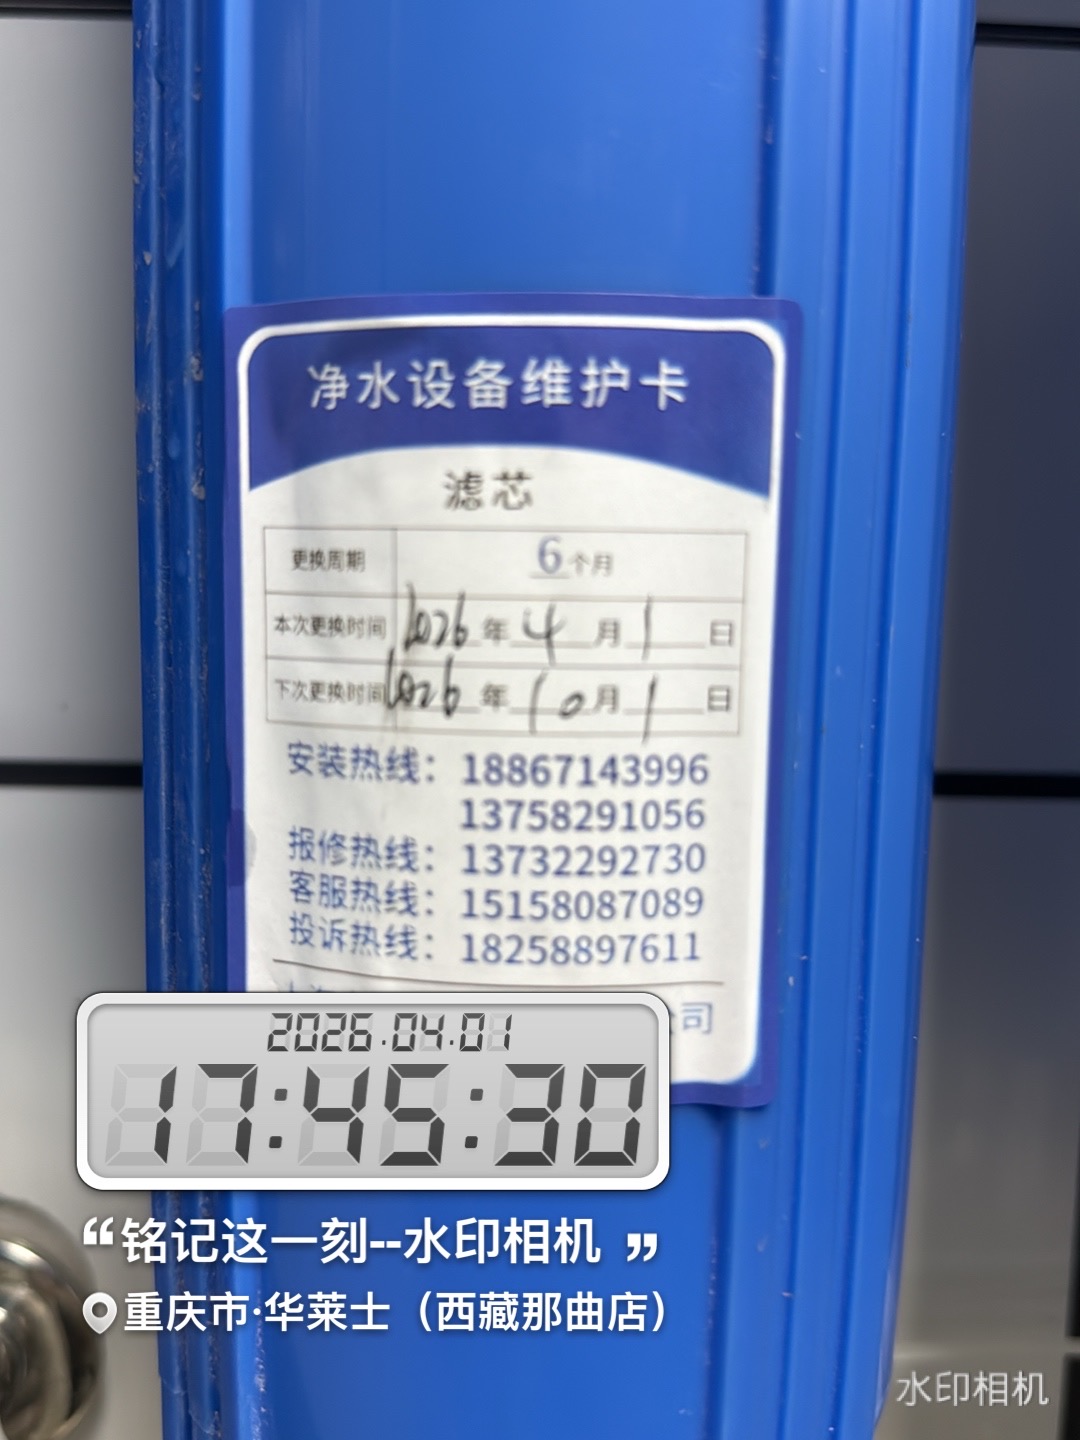 净水设备维护卡
滤芯
更换周期 6个月
本次更换时间 2026年4月1日
下次更换时间 2026年10月1日
安装热线：18867143996
13758291056
报修热线：13732292730
客服热线：15158087089
投诉热线：18258897611
司
2026.04.01
17:45:30
“铭记这一刻--水印相机 ”
重庆市·华莱士（西藏那曲店）
水印相机